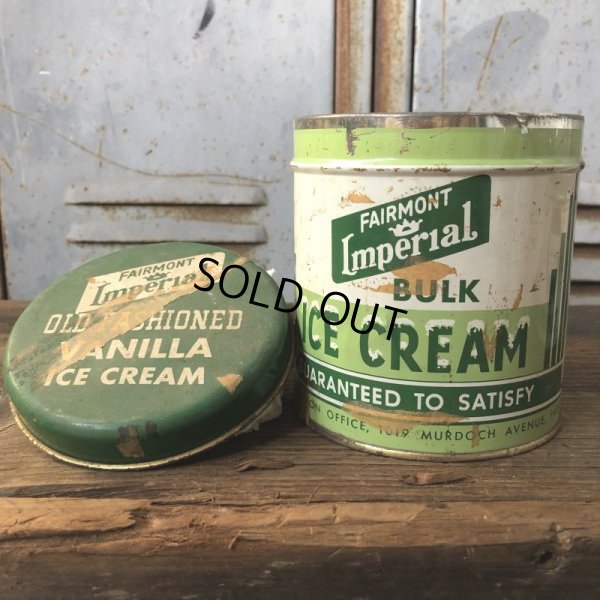 FAIRMONT
Imperial
OLD FASHIONED
VANILLA
ICE CREAM
FAIRMONT
Imperial
BULK
ICE CREAM
GUARANTEED TO SATISFY
OFFICE, 1619 MURDOCH AVENUE,
SOLD OUT